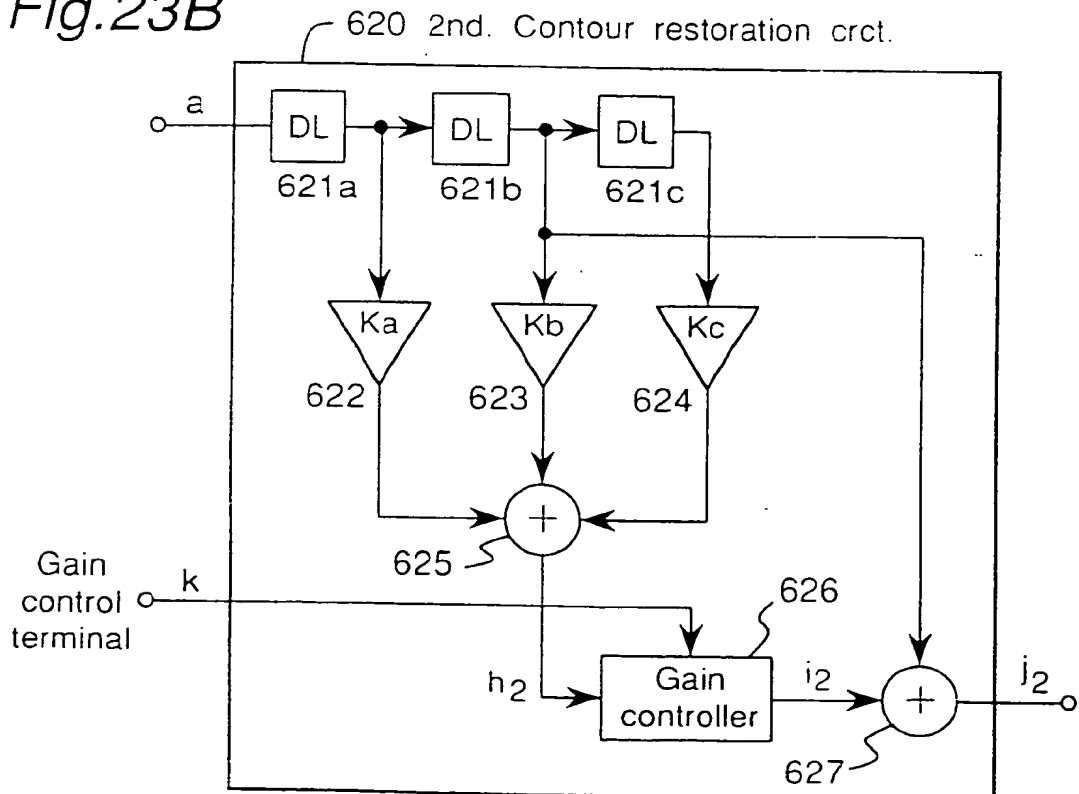 Fig.23B
620 2nd. Contour restoration crct.
a
DL
DL
DL
621a
621b
621c
Ka
Kb
Kc
622
623
624
+
625
Gain
control
terminal
k
626
h2
Gain
controller
i2
+
j2
627